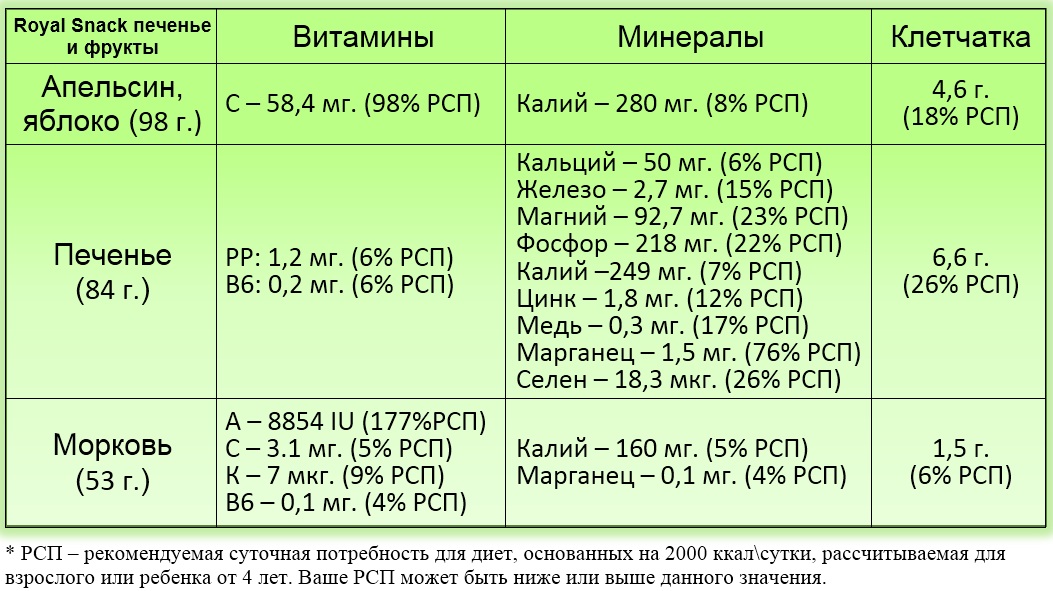 Royal Snack печенье
и фрукты
Витамины
Минералы
Клетчатка
Апельсин,
яблоко (98 г.)
С – 58,4 мг. (98% РСП)
Калий – 280 мг. (8% РСП)
4,6 г.
(18% РСП)
Печенье
(84 г.)
РР: 1,2 мг. (6% РСП)
В6: 0,2 мг. (6% РСП)
Кальций – 50 мг. (6% РСП)
Железо – 2,7 мг. (15% РСП)
Магний – 92,7 мг. (23% РСП)
Фосфор – 218 мг. (22% РСП)
Калий –249 мг. (7% РСП)
Цинк – 1,8 мг. (12% РСП)
Медь – 0,3 мг. (17% РСП)
Марганец – 1,5 мг. (76% РСП)
Селен – 18,3 мкг. (26% РСП)
6,6 г.
(26% РСП)
Морковь
(53 г.)
А – 8854 IU (177%РСП)
С – 3.1 мг. (5% РСП)
К – 7 мкг. (9% РСП)
В6 – 0,1 мг. (4% РСП)
Калий – 160 мг. (5% РСП)
Марганец – 0,1 мг. (4% РСП)
1,5 г.
(6% РСП)
* РСП – рекомендуемая суточная потребность для диет, основанных на 2000 ккал\сутки, рассчитываемая для
взрослого или ребенка от 4 лет. Ваше РСП может быть ниже или выше данного значения.